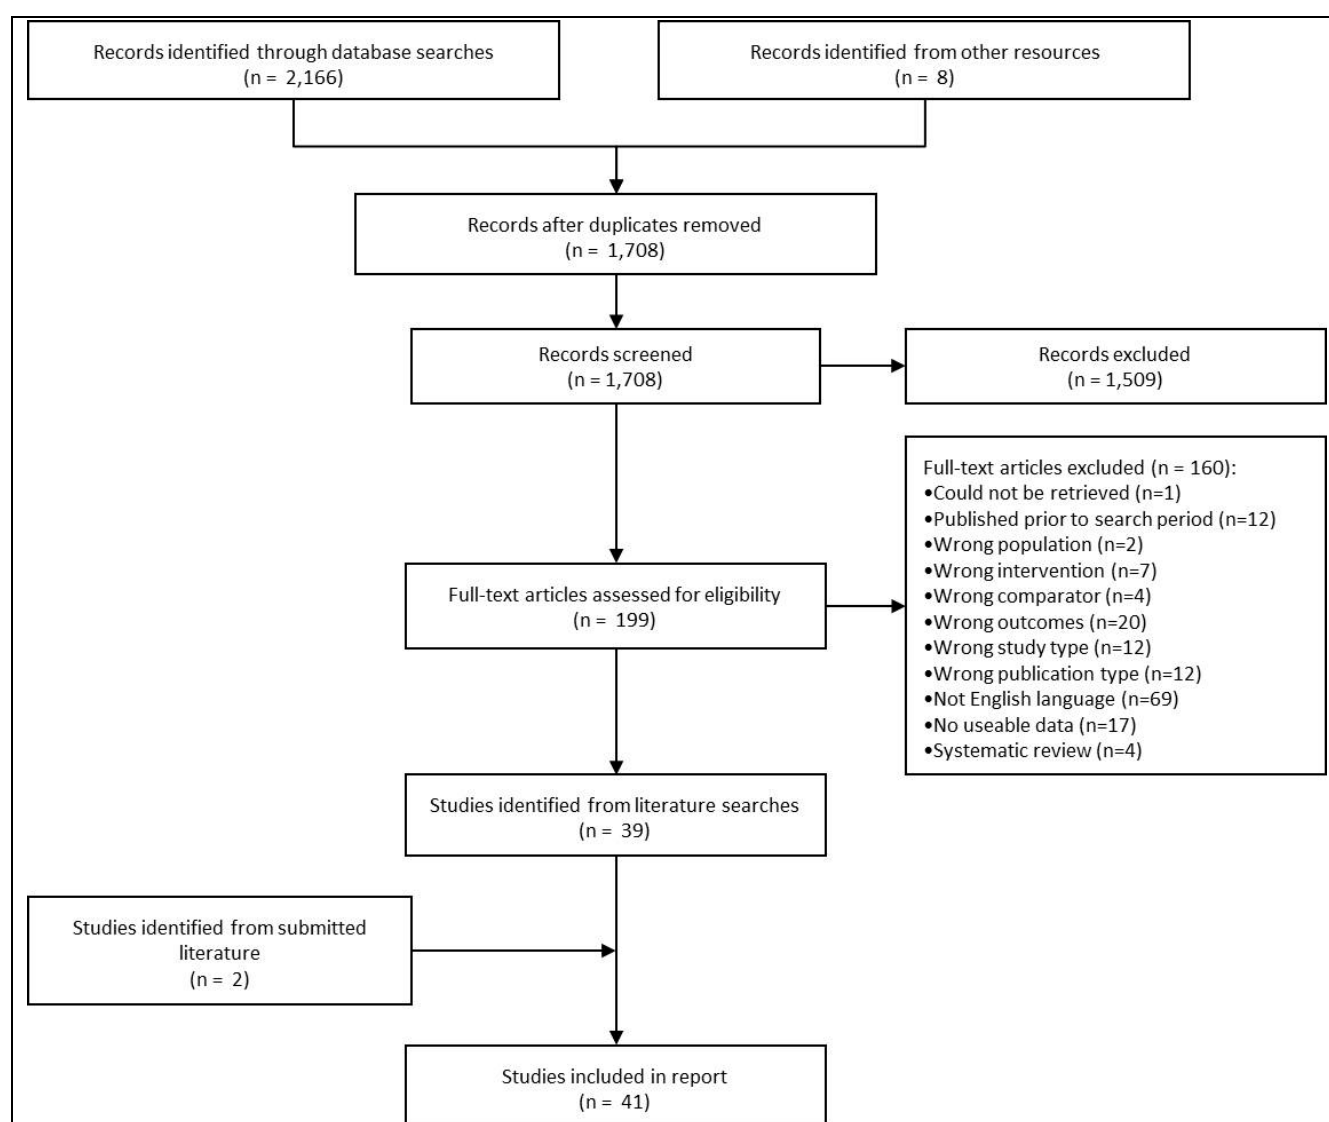 Records identified through database searches
(n = 2,166)
Records identified from other resources
(n = 8)
Records after duplicates removed
(n = 1,708)
Records screened
(n = 1,708)
Records excluded
(n = 1,509)
Full-text articles assessed for eligibility
(n = 199)
Full-text articles excluded (n = 160):
•Could not be retrieved (n=1)
•Published prior to search period (n=12)
•Wrong population (n=2)
•Wrong intervention (n=7)
•Wrong comparator (n=4)
•Wrong outcomes (n=20)
•Wrong study type (n=12)
•Wrong publication type (n=12)
•Not English language (n=69)
•No useable data (n=17)
•Systematic review (n=4)
Studies identified from literature searches
(n = 39)
Studies identified from submitted
literature
(n = 2)
Studies included in report
(n = 41)